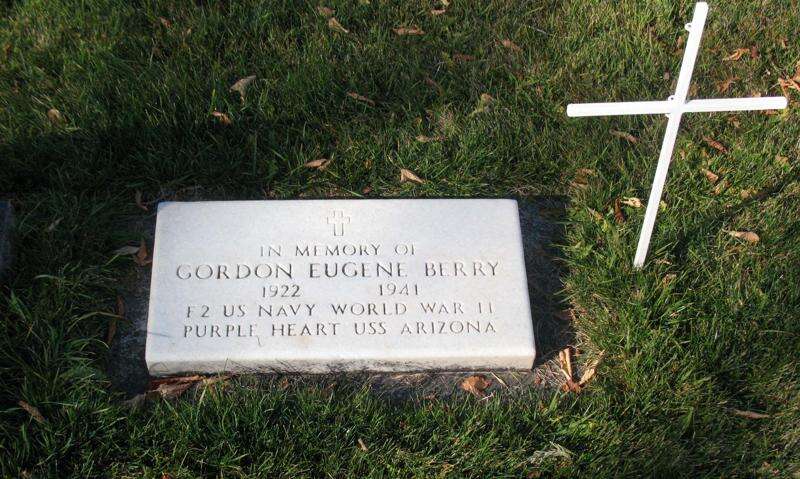 IN MEMORY OF
GORDON EUGENE BERRY
1922 1941
F2 US NAVY WORLD WAR II
PURPLE HEART USS ARIZONA